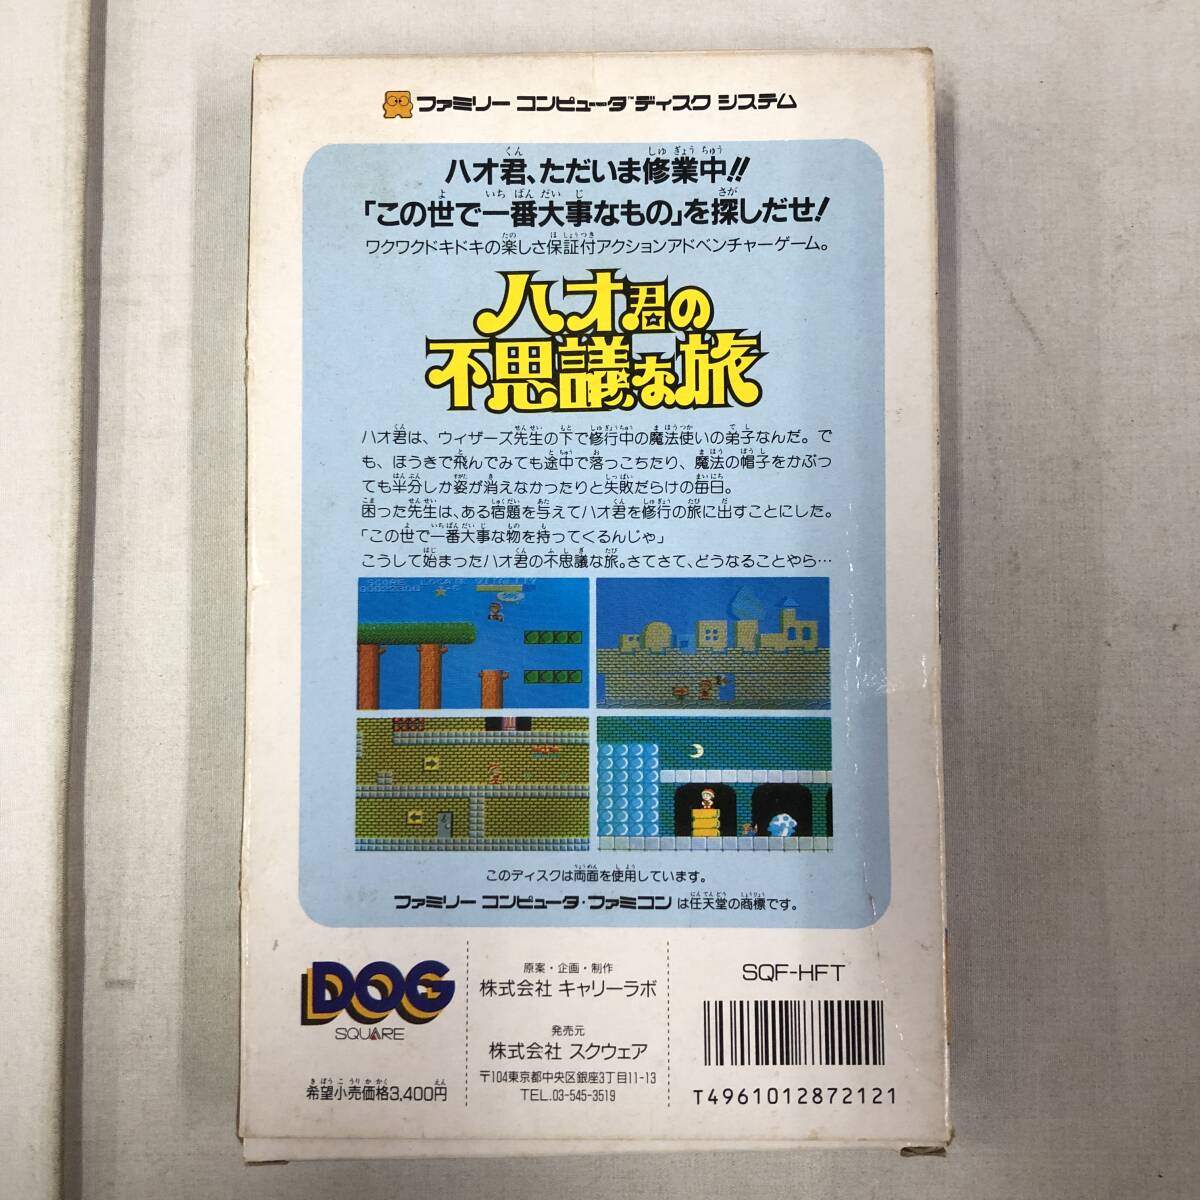 ファミリー コンピュータ™ディスク システム
ハオ君、ただいま修業中!!
「この世で一番大事なもの」を探しだせ!
ワクワクドキドキの楽しさ保証付アクションアドベンチャーゲーム。
ハオ君の
不思議な旅
ハオ君は、ウィザーズ先生の下で修行中の魔法使いの弟子なんだ。で
も、ほうきで飛んでみても途中で落っこちたり、魔法の帽子をかぶっ
ても半分しか姿が消えなかったりと失敗だらけの毎日。
困った先生は、ある宿題を与えてハオ君を修行の旅に出すことにした。
「この世で一番大事な物を持ってくるんじゃ」
こうして始まったハオ君の不思議な旅。さてさて、どうなることやら…
このディスクは両面を使用しています。
ファミリー コンピュータ・ファミコン は任天堂の商標です。
DOG
SQUARE
希望小売価格3,400円
原案・企画・制作
株式会社 キャリーラボ
発売元
株式会社 スクウェア
〒104東京都中央区銀座3丁目11-13
TEL.03-545-3519
SQF-HFT
T4961012872121